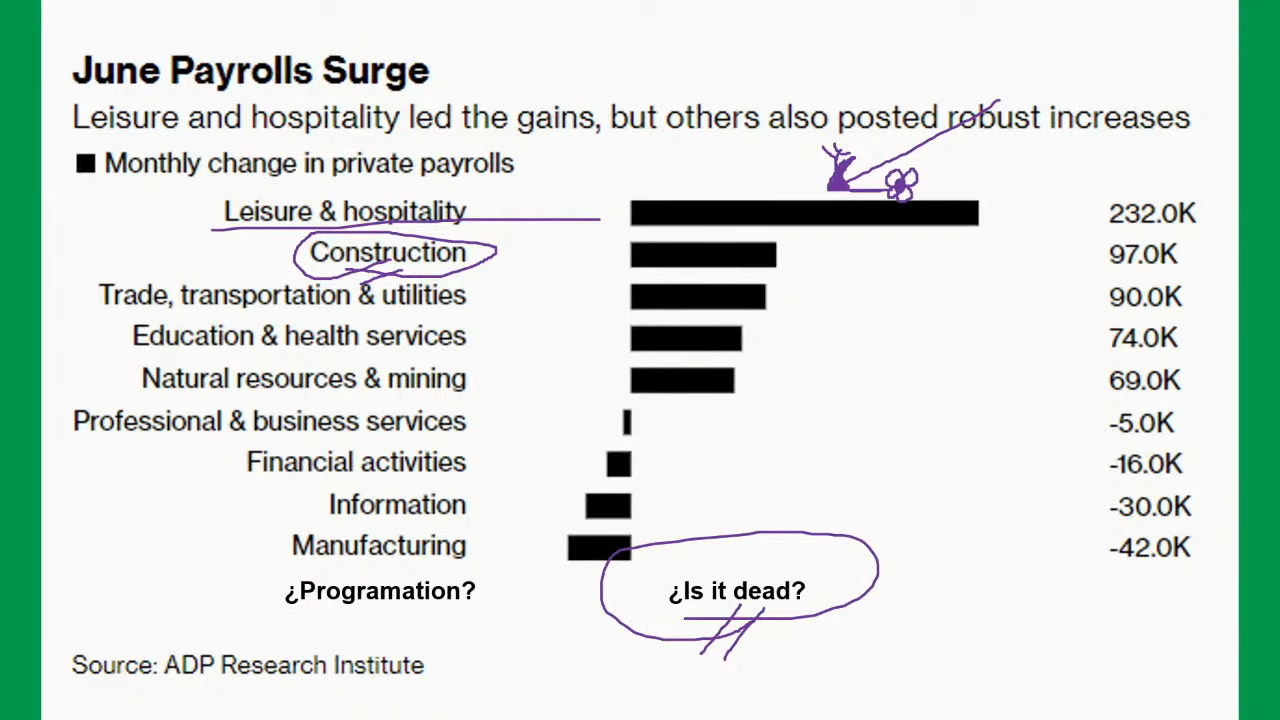 June Payrolls Surge
Leisure and hospitality led the gains, but others also posted robust increases
Monthly change in private payrolls
Leisure & hospitality 232.0K
Construction 97.0K
Trade, transportation & utilities 90.0K
Education & health services 74.0K
Natural resources & mining 69.0K
Professional & business services -5.0K
Financial activities -16.0K
Information -30.0K
Manufacturing -42.0K
¿Programation? ¿Is it dead?
Source: ADP Research Institute